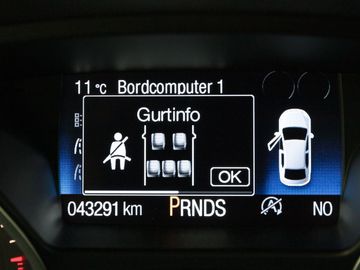 11 °C Bordcomputer 1
Gurtinfo
OK
043291 km PRNDS NO